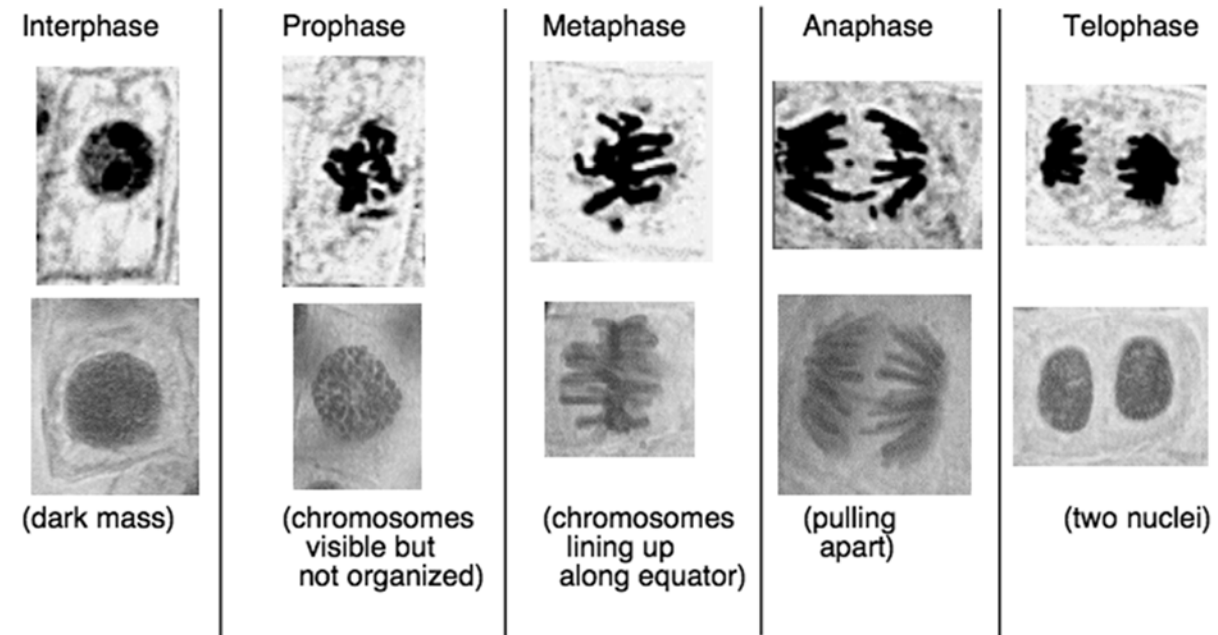 Interphase
Prophase
Metaphase
Anaphase
Telophase
(dark mass)
(chromosomes
visible but
not organized)
(chromosomes
lining up
along equator)
(pulling
apart)
(two nuclei)